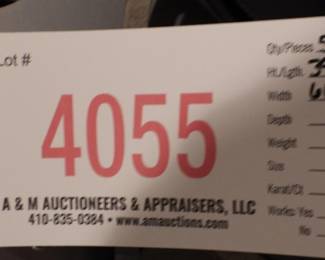 Lot #
4055
A & M AUCTIONEERS & APPRAISERS, LLC
410-835-0384 • www.amauctions.com
Qty/Pieces
Ht./Lgth.
Width
Depth
Weight
Size
Karat/Ct
Works: Yes
No